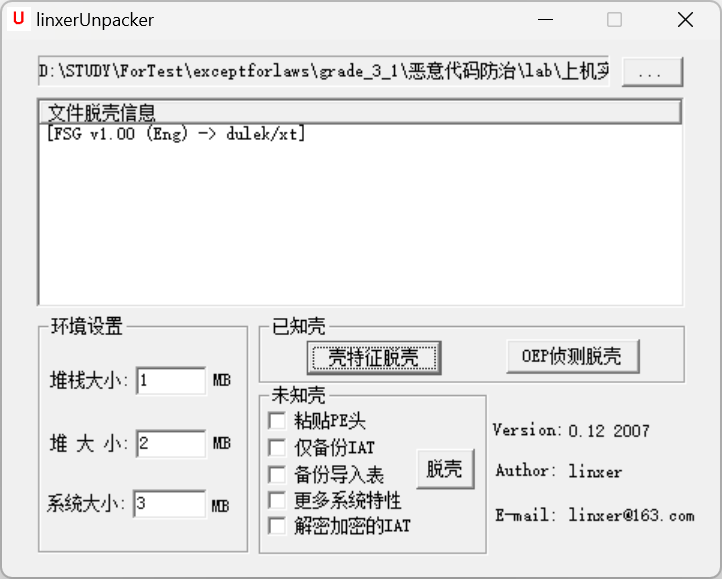 U linxerUnpacker
D:\STUDY\ForTest\exceptforlaws\grade_3_1\恶意代码防治\lab\上机实
...
文件脱壳信息
[FSG v1.00 (Eng) -> dulek/xt]
环境设置
堆栈大小: 1 MB
堆 大 小: 2 MB
系统大小: 3 MB
已知壳
壳特征脱壳
OEP侦测脱壳
未知壳
粘贴PE头
仅备份IAT
备份导入表
更多系统特性
解密加密的IAT
脱壳
Version: 0.12 2007
Author: linxer
E-mail: linxer@163.com